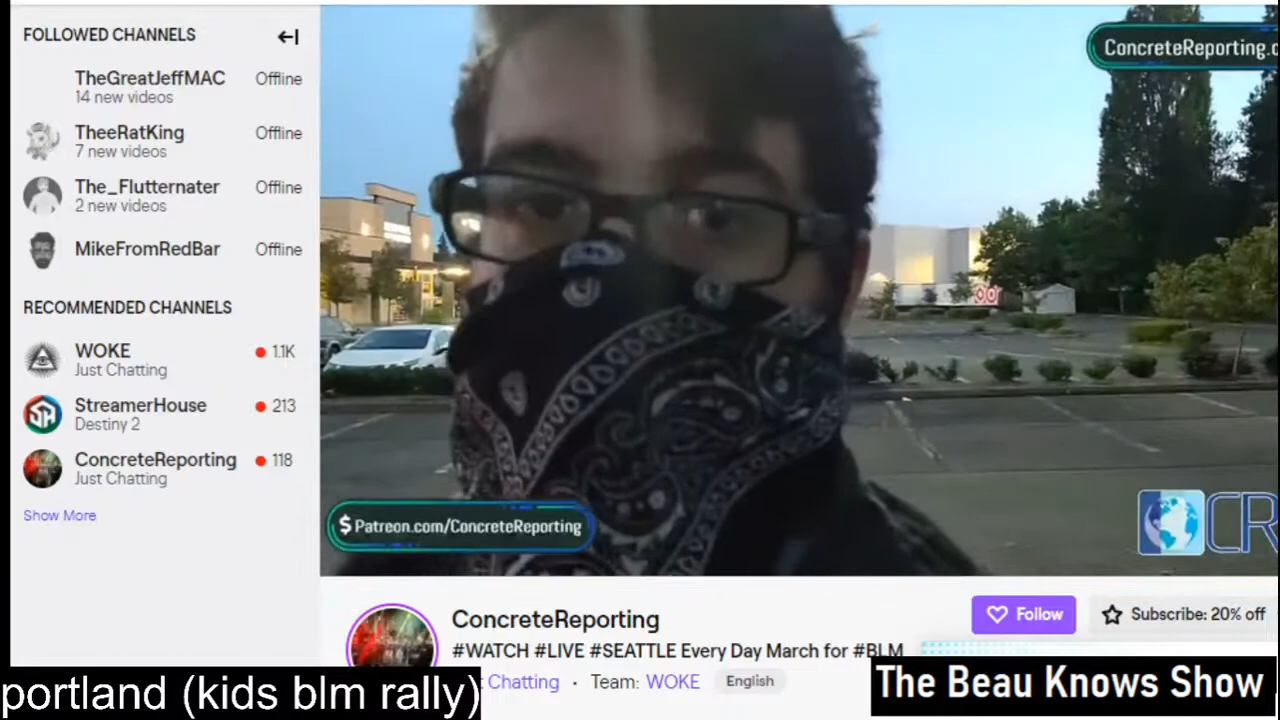 FOLLOWED CHANNELS
TheGreatJeffMAC Offline
14 new videos
TheeRatKing Offline
7 new videos
The_Flutternater Offline
2 new videos
MikeFromRedBar Offline
RECOMMENDED CHANNELS
WOKE 1.1K
Just Chatting
StreamerHouse 213
Destiny 2
ConcreteReporting 118
Just Chatting
Show More
ConcreteReporting.c
$ Patreon.com/ConcreteReporting
CR
ConcreteReporting
Follow
Subscribe: 20% off
#WATCH #LIVE #SEATTLE Every Day March for #BLM
t Chatting · Team: WOKE English
portland (kids blm rally)
The Beau Knows Show